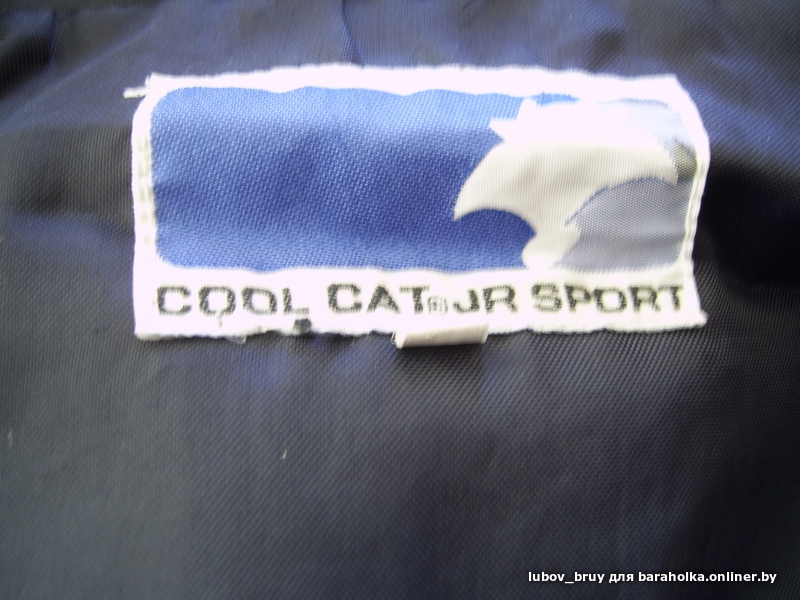 COOL CAT® JR SPORT
lubov_bruy для baraholka.onliner.by